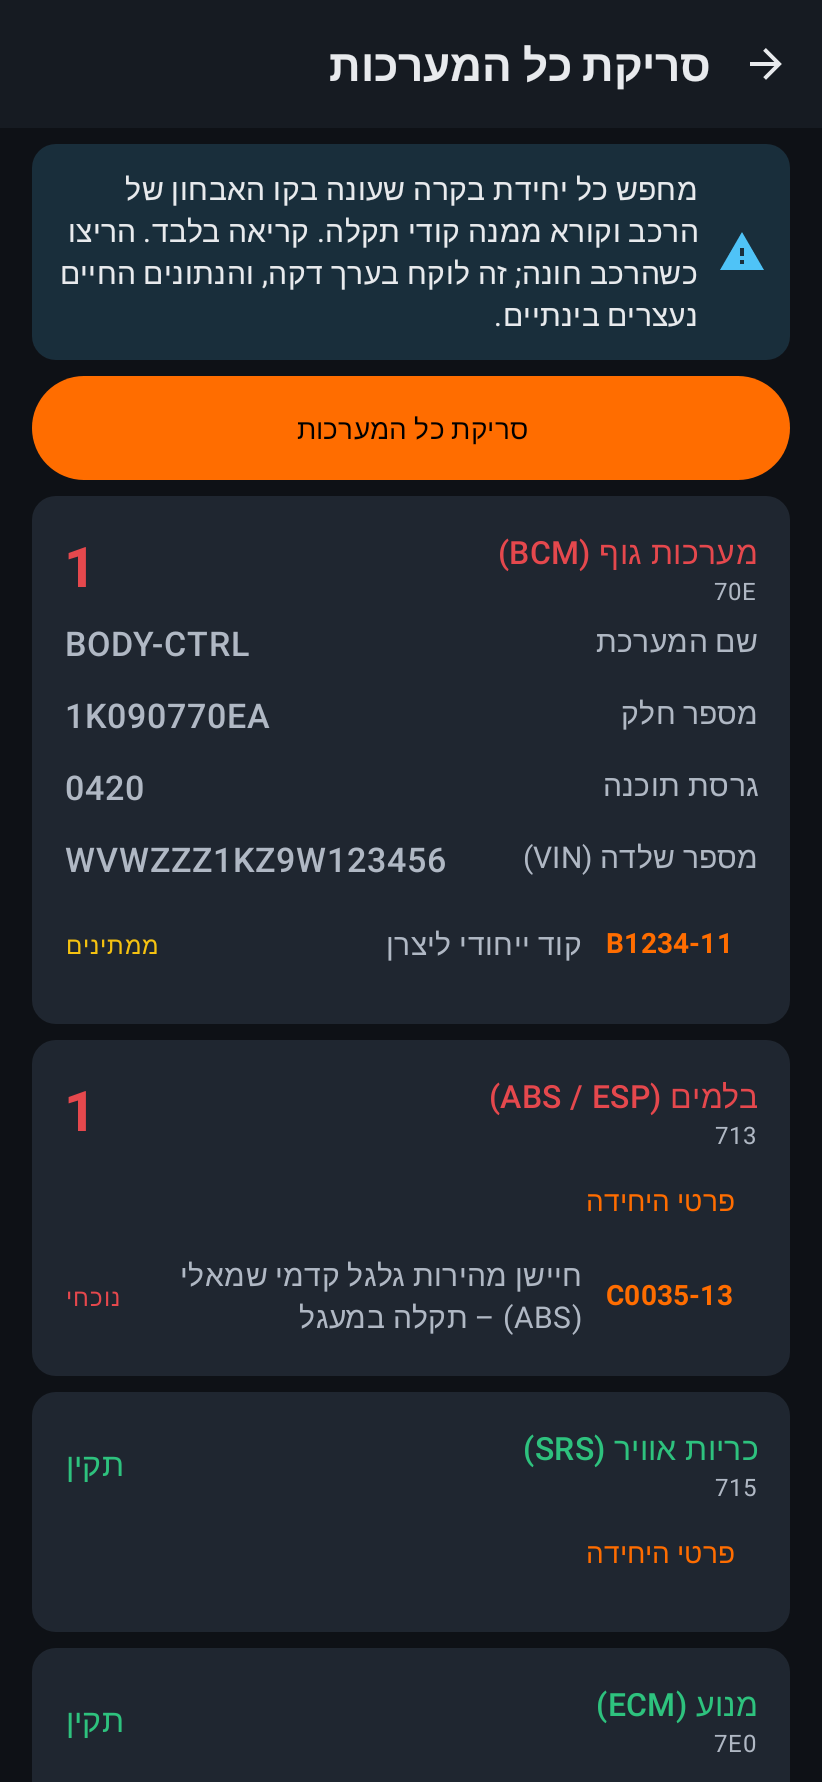 סריקת כל המערכות
מחפש כל יחידת בקרה שעונה בקו האבחון של
הרכב וקורא ממנה קודי תקלה. קריאה בלבד. הריצו
כשהרכב חונה; זה לוקח בערך דקה, והנתונים החיים
נעצרים בינתיים.
סריקת כל המערכות
מערכות גוף (BCM)
1
70E
שם המערכת
BODY-CTRL
מספר חלק
1K090770EA
גרסת תוכנה
0420
מספר שלדה (VIN)
WVWZZZ1KZ9W123456
B1234-11
קוד ייחודי ליצרן
ממתינים
בלמים (ABS / ESP)
1
713
פרטי היחידה
C0035-13
חיישן מהירות גלגל קדמי שמאלי
(ABS) – תקלה במעגל
נוכחי
כריות אוויר (SRS)
תקין
715
פרטי היחידה
מנוע (ECM)
תקין
7E0